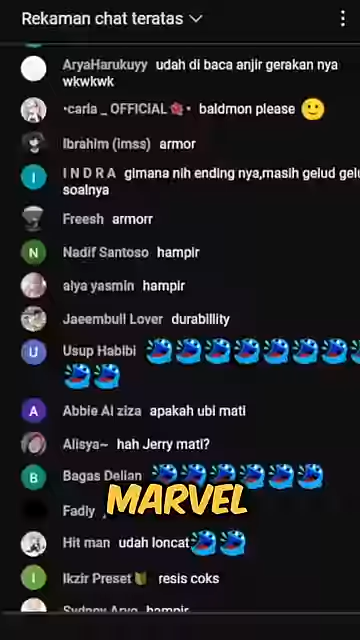 Rekaman chat teratas
AryaHarukuyy udah di baca anjir gerakan nya
wkwkwk
•carla _ OFFICIAL🌺• baldmon please 🙂
Ibrahim (Imss) armor
I N D R A gimana nih ending nya,masih gelud gelu
soalnya
Freesh armorr
Nadif Santoso hampir
alya yasmin hampir
Jaeembull Lover durabillity
Usup Habibi
Abbie Al ziza apakah ubi mati
Alisya~ hah Jerry mati?
Bagas Delian
MARVEL
Fadly
Hit man udah loncat
Ikzir Preset🔰 resis coks
hampir